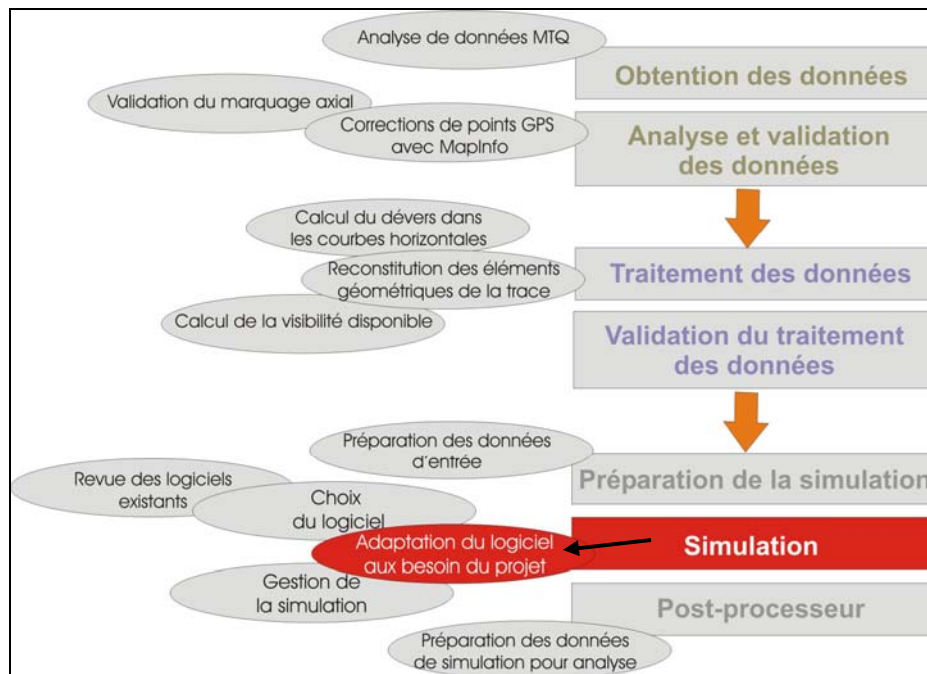 Analyse de données MTQ
Obtention des données
Validation du marquage axial
Corrections de points GPS
avec MapInfo
Analyse et validation
des données
Calcul du dévers dans
les courbes horizontales
Reconstitution des éléments
géométriques de la trace
Traitement des données
Calcul de la visibilité disponible
Validation du traitement
des données
Préparation des données
d'entrée
Préparation de la simulation
Revue des logiciels
existants
Choix
du logiciel
Adaptation du logiciel
aux besoin du projet
Simulation
Gestion de
la simulation
Post-processeur
Préparation des données
de simulation pour analyse